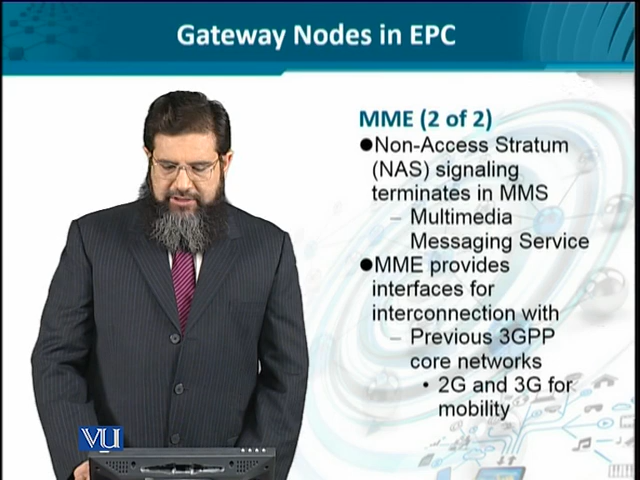 Gateway Nodes in EPC
MME (2 of 2)
●Non-Access Stratum
(NAS) signaling
terminates in MMS
– Multimedia
Messaging Service
●MME provides
interfaces for
interconnection with
– Previous 3GPP
core networks
• 2G and 3G for
mobility
VU